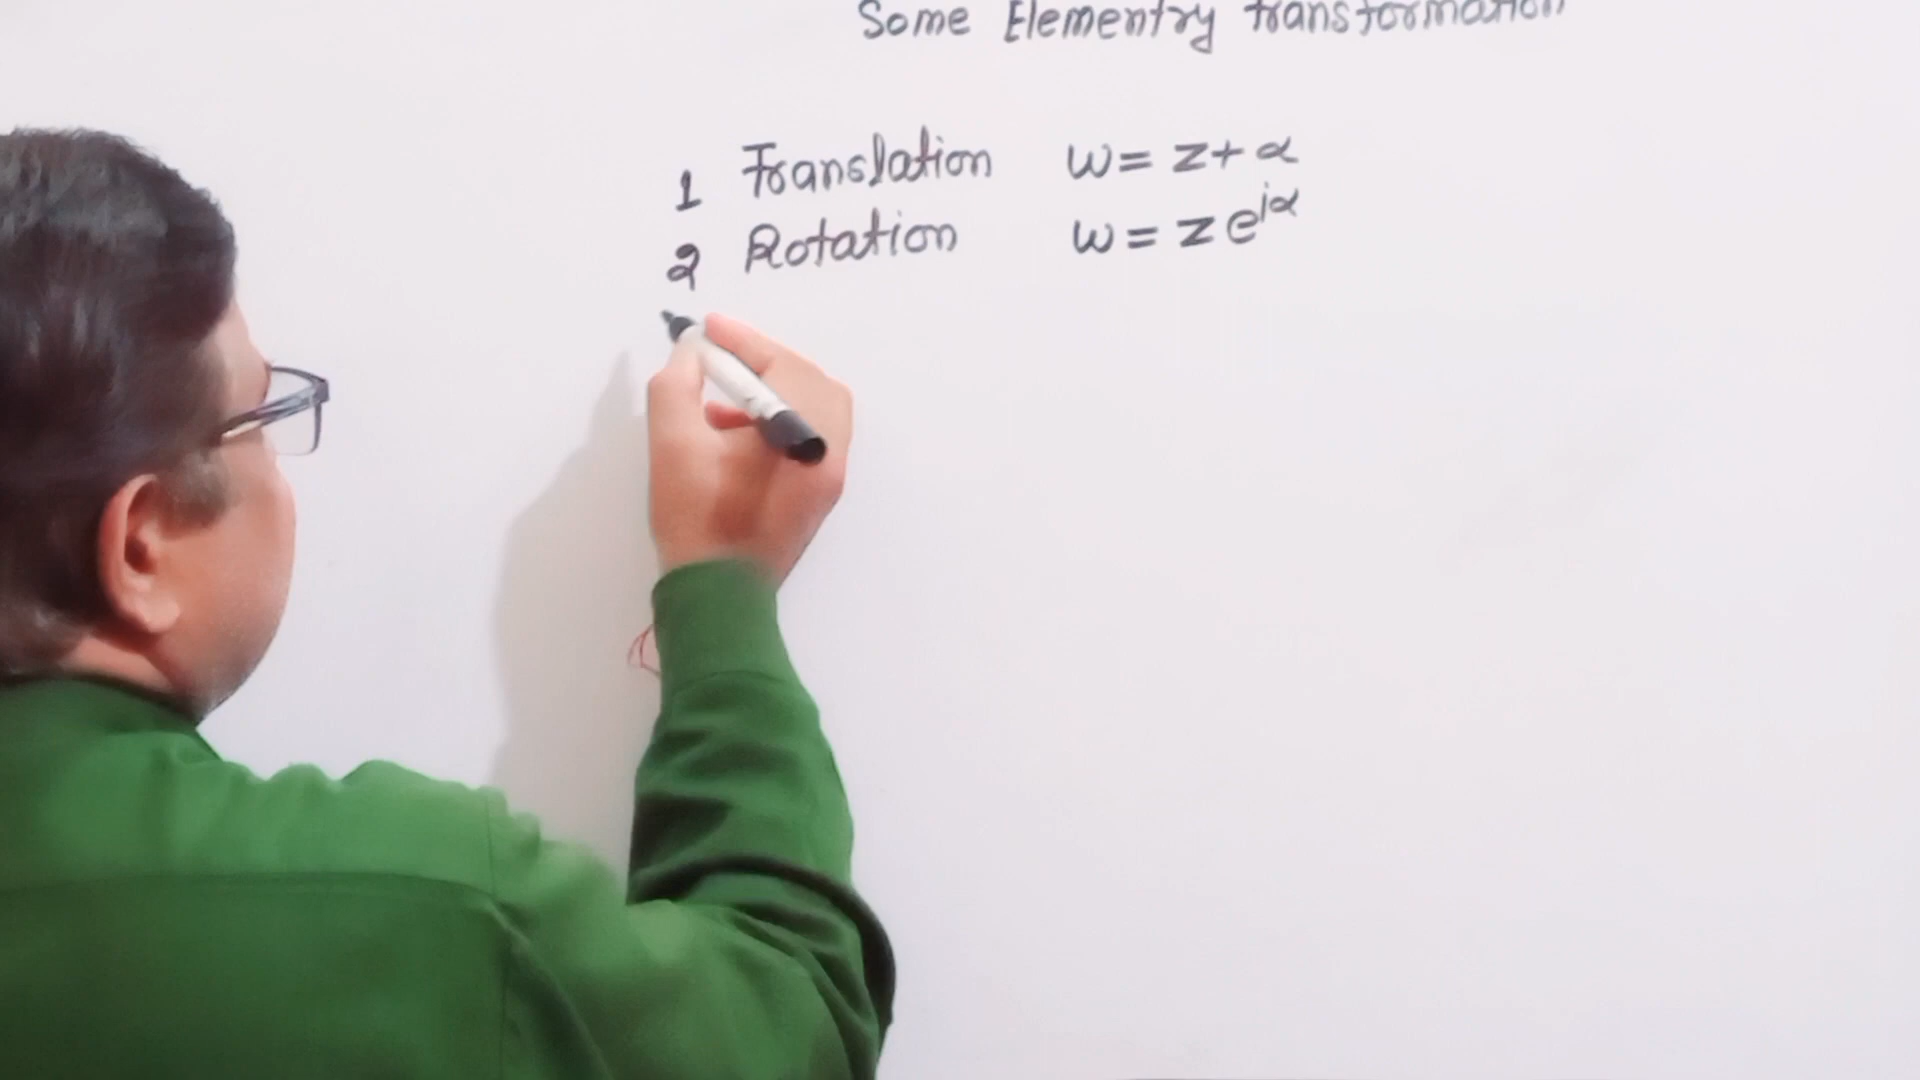 Some Elementry transformation
1 Translation w = z + α
2 Rotation w = z e^{iα}